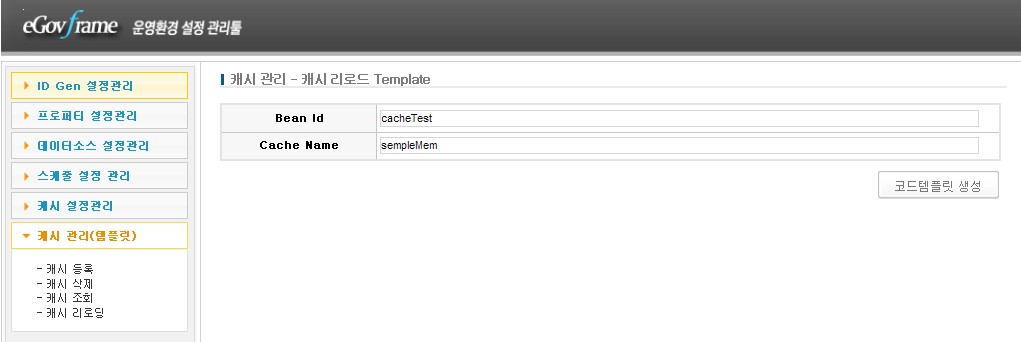 eGovframe 운영환경 설정 관리툴
ID Gen 설정관리
프로퍼티 설정관리
데이터소스 설정관리
스케줄 설정 관리
캐시 설정관리
캐시 관리(템플릿)
- 캐시 등록
- 캐시 삭제
- 캐시 조회
- 캐시 리로딩
캐시 관리 - 캐시 리로드 Template
Bean Id cacheTest
Cache Name sempleMem
코드템플릿 생성